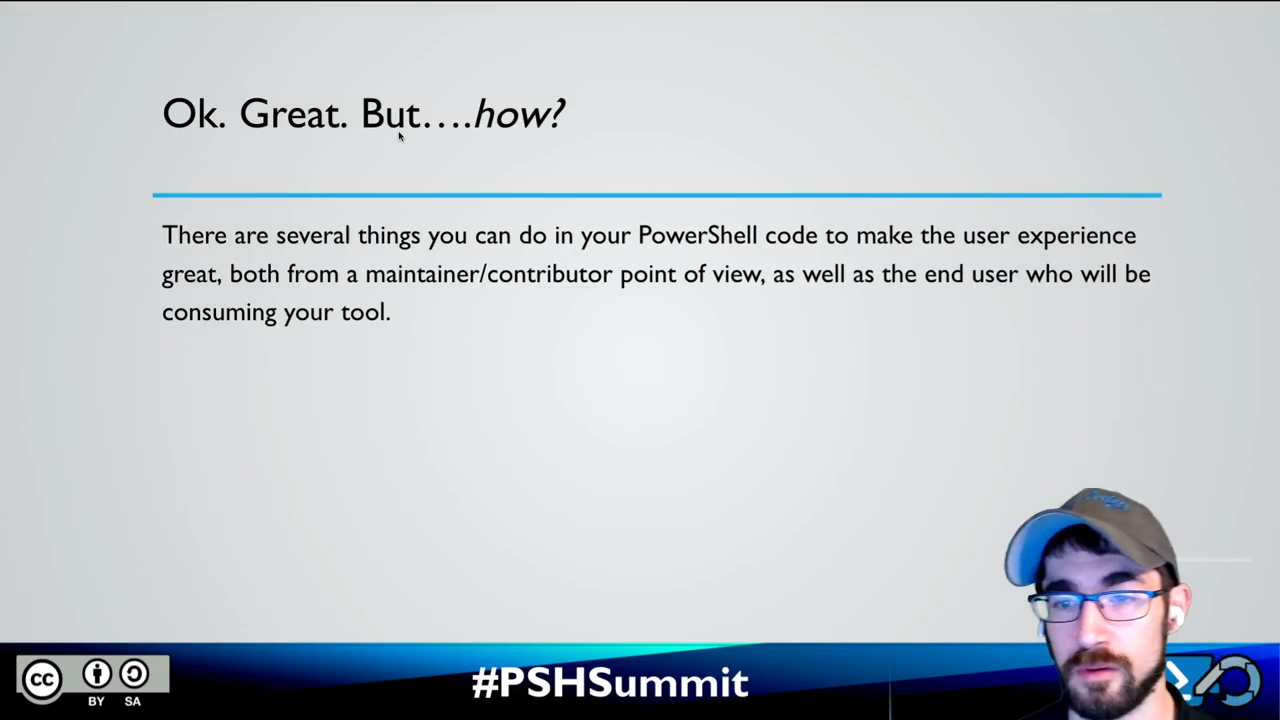 Ok. Great. But….how?
There are several things you can do in your PowerShell code to make the user experience
great, both from a maintainer/contributor point of view, as well as the end user who will be
consuming your tool.
cc
BY SA
#PSHSummit